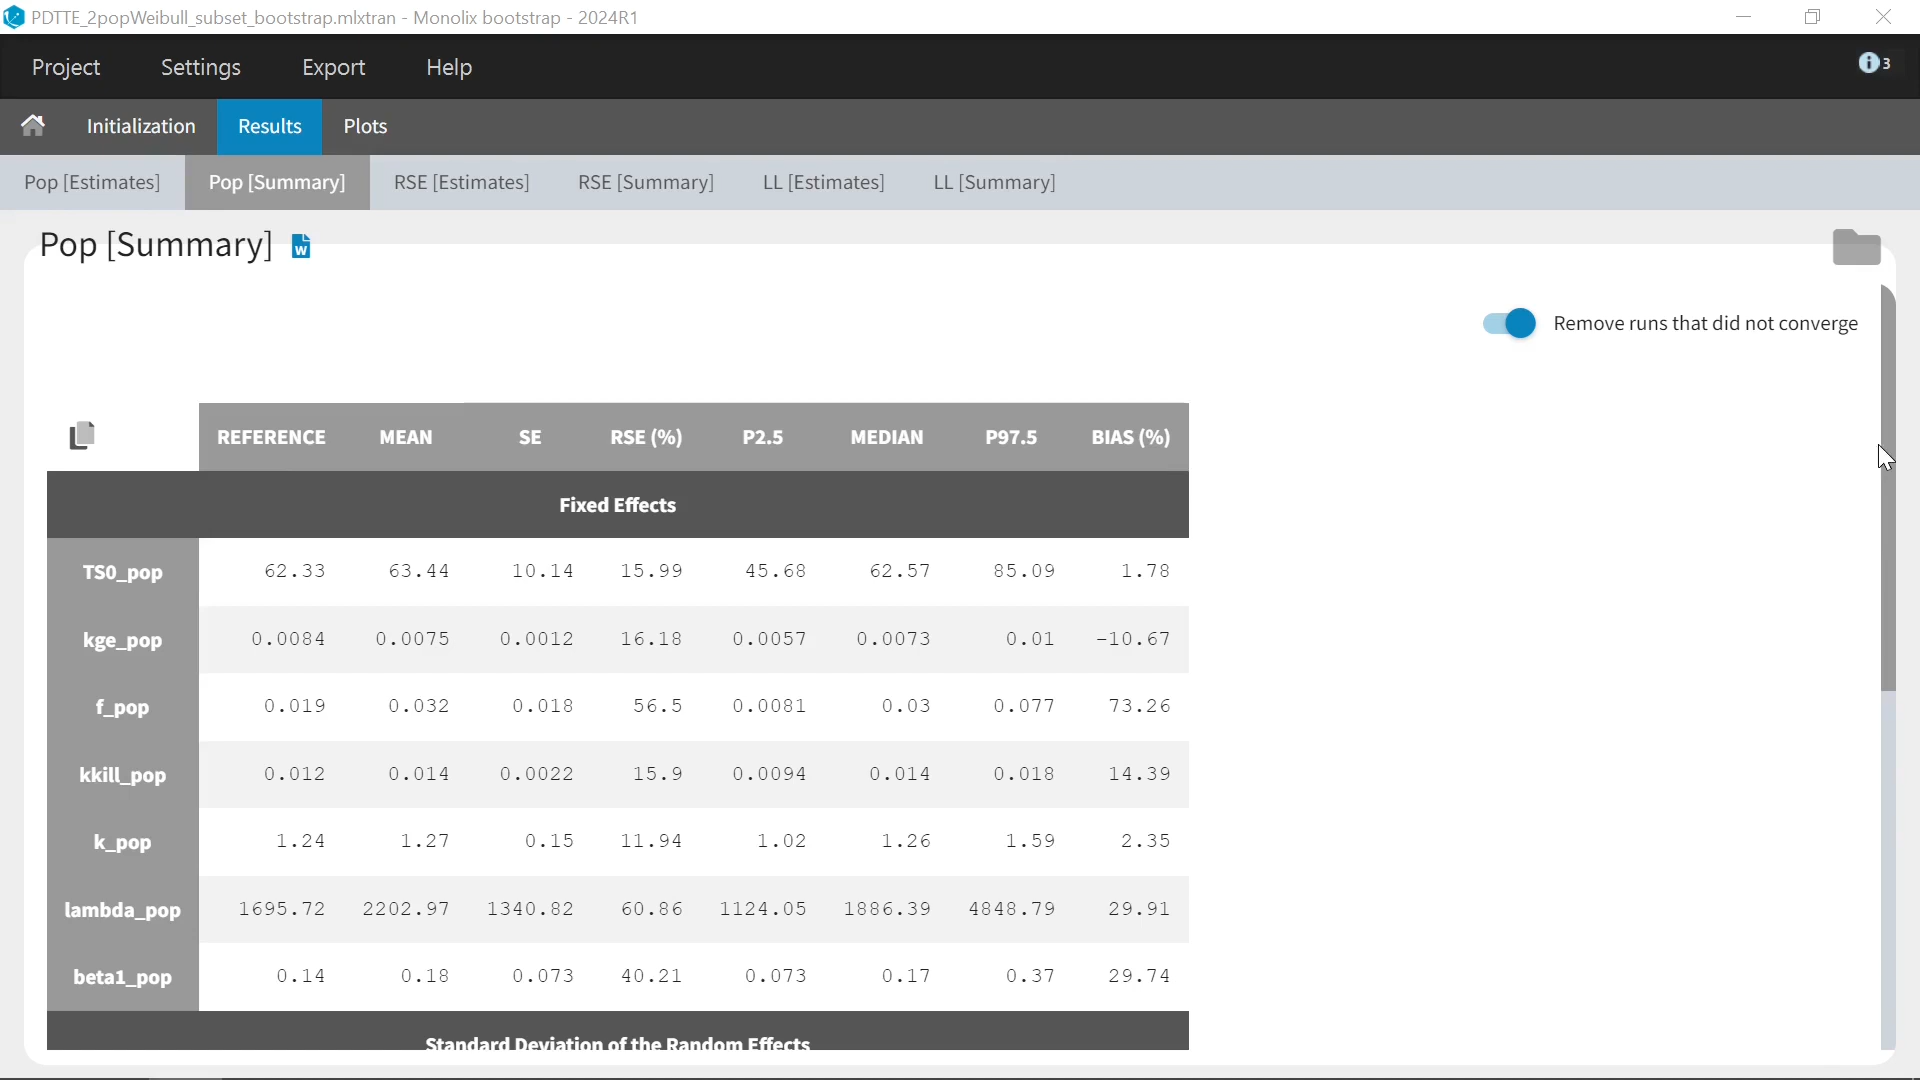 PDTTE_2popWeibull_subset_bootstrap.mlxtran - Monolix bootstrap - 2024R1
Project Settings Export Help 3
Initialization Results Plots
Pop [Estimates] Pop [Summary] RSE [Estimates] RSE [Summary] LL [Estimates] LL [Summary]
Pop [Summary] W
Remove runs that did not converge
REFERENCE MEAN SE RSE (%) P2.5 MEDIAN P97.5 BIAS (%)
Fixed Effects
TS0_pop 62.33 63.44 10.14 15.99 45.68 62.57 85.09 1.78
kge_pop 0.0084 0.0075 0.0012 16.18 0.0057 0.0073 0.01 -10.67
f_pop 0.019 0.032 0.018 56.5 0.0081 0.03 0.077 73.26
kkill_pop 0.012 0.014 0.0022 15.9 0.0094 0.014 0.018 14.39
k_pop 1.24 1.27 0.15 11.94 1.02 1.26 1.59 2.35
lambda_pop 1695.72 2202.97 1340.82 60.86 1124.05 1886.39 4848.79 29.91
beta1_pop 0.14 0.18 0.073 40.21 0.073 0.17 0.37 29.74
Standard Deviation of the Random Effects